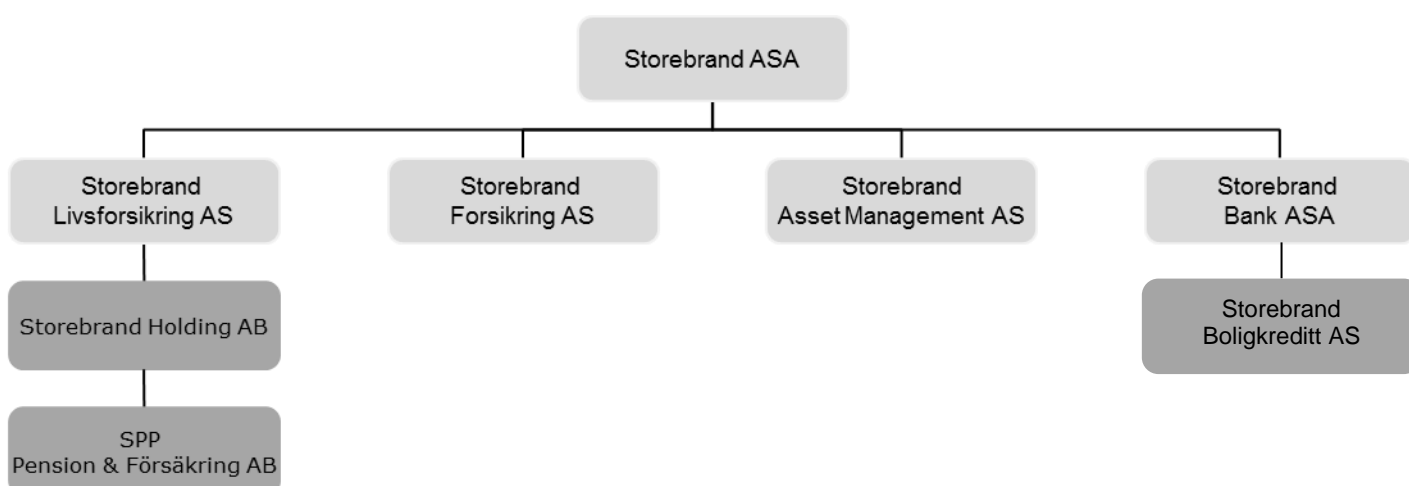 Storebrand ASA
Storebrand
Livsforsikring AS
Storebrand
Forsikring AS
Storebrand
Asset Management AS
Storebrand
Bank ASA
Storebrand Holding AB
Storebrand
Boligkreditt AS
SPP
Pension & Försäkring AB